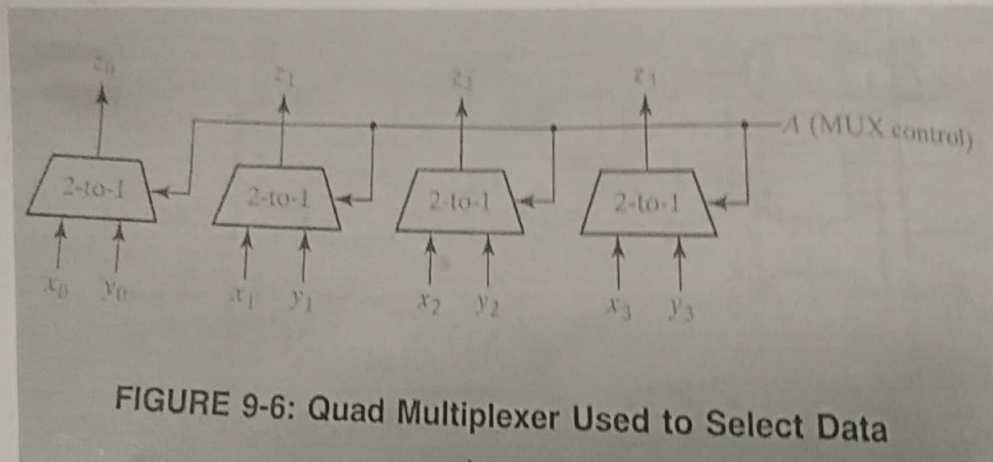 z0 z1 z2 z3
A (MUX control)
2-to-1 2-to-1 2-to-1 2-to-1
x0 y0 x1 y1 x2 y2 x3 y3
FIGURE 9-6: Quad Multiplexer Used to Select Data